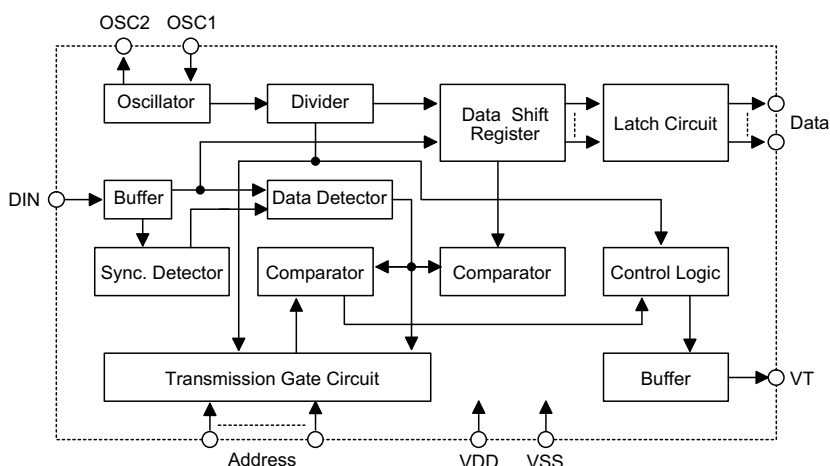 OSC2 OSC1
Oscillator
Divider
Data Shift
Register
Latch Circuit
Data
DIN
Buffer
Data Detector
Sync. Detector
Comparator
Comparator
Control Logic
Transmission Gate Circuit
Buffer
VT
Address
VDD
VSS